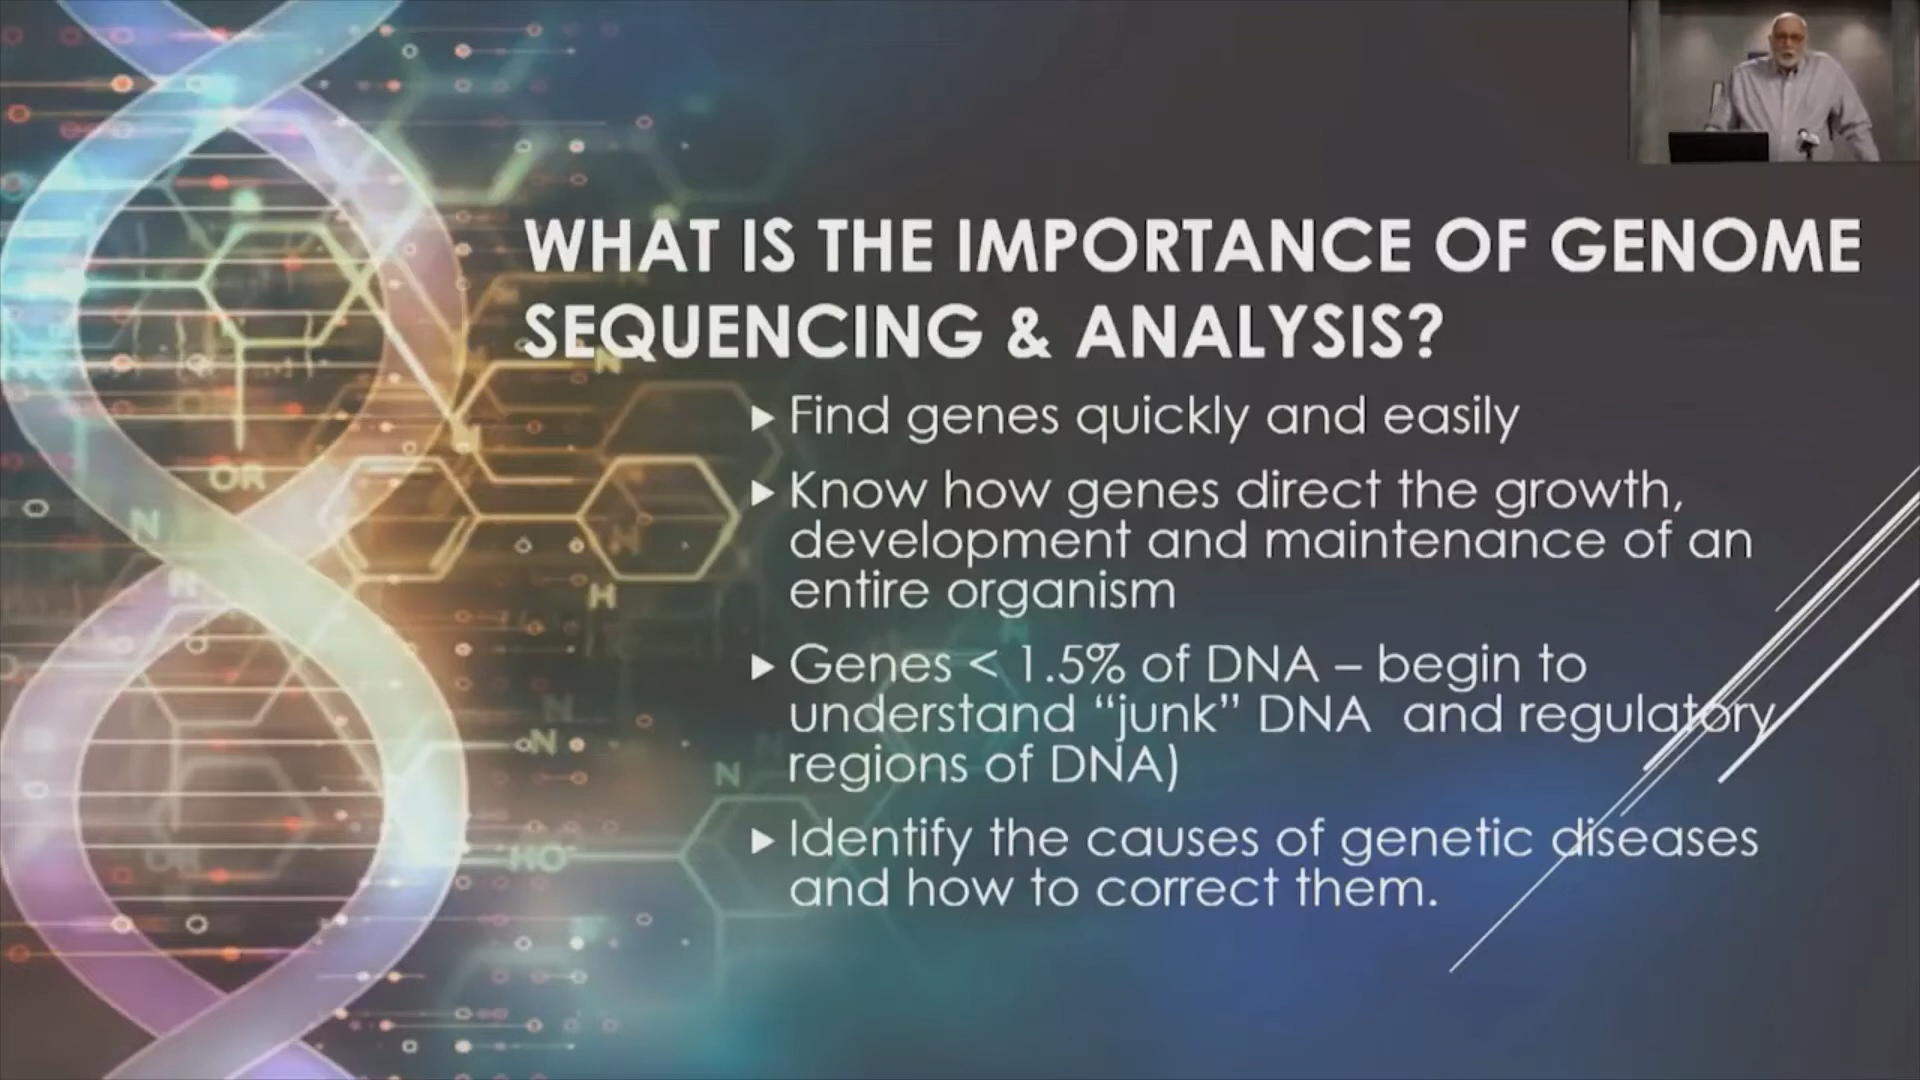 WHAT IS THE IMPORTANCE OF GENOME
SEQUENCING & ANALYSIS?
▶ Find genes quickly and easily
▶ Know how genes direct the growth,
development and maintenance of an
entire organism
▶ Genes < 1.5% of DNA – begin to
understand “junk” DNA  and regulatory
regions of DNA)
▶ Identify the causes of genetic diseases
and how to correct them.
N
OR
N
N
H
N
N
HO